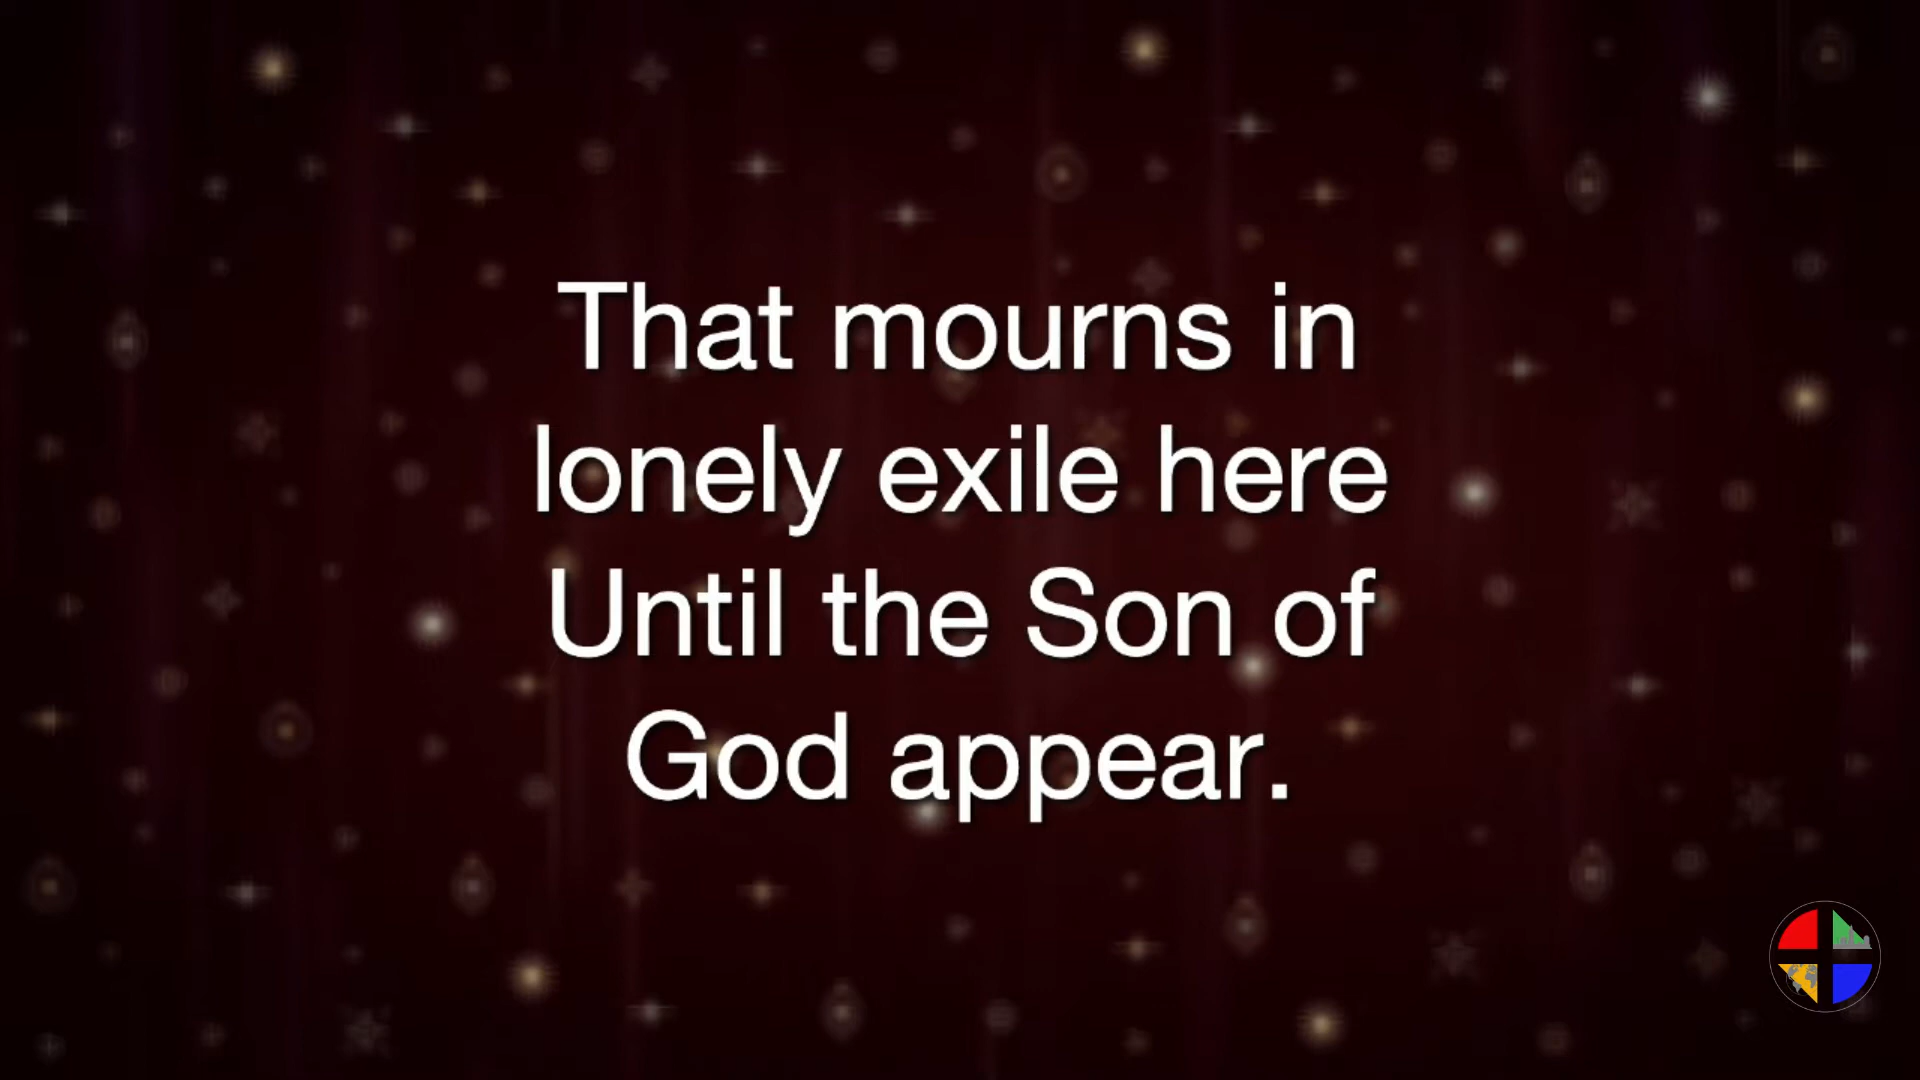 That mourns in
lonely exile here
Until the Son of
God appear.